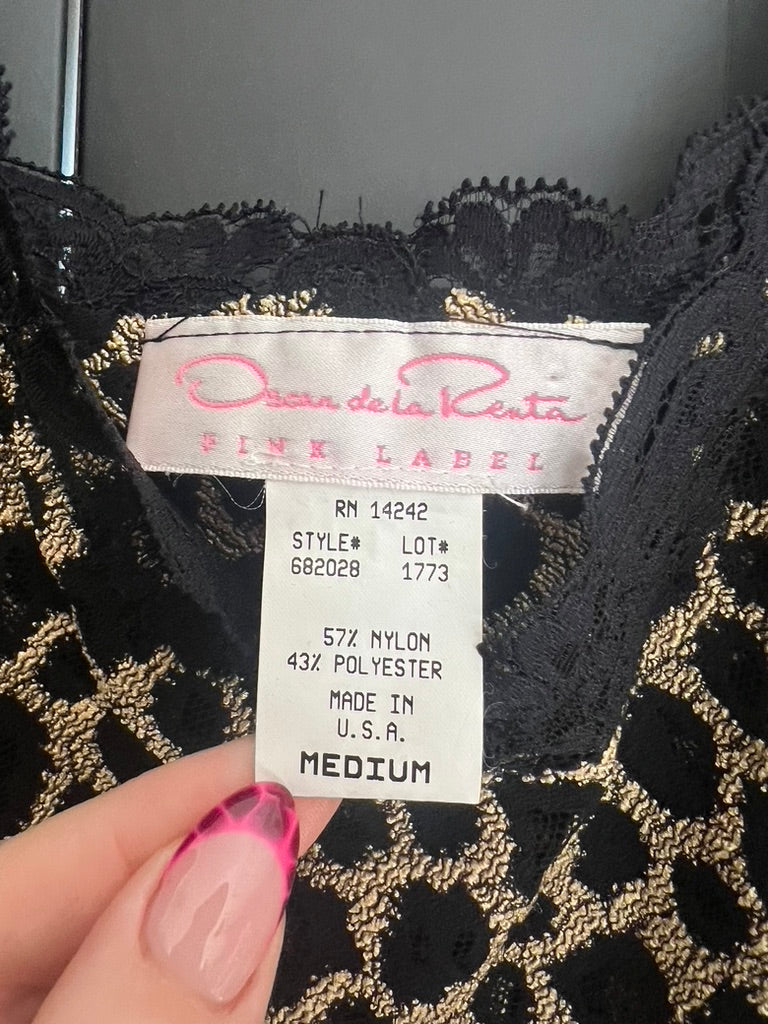 Oscar de la Renta
PINK LABEL
RN 14242
STYLE# LOT#
682028 1773
57% NYLON
43% POLYESTER
MADE IN
U.S.A.
MEDIUM